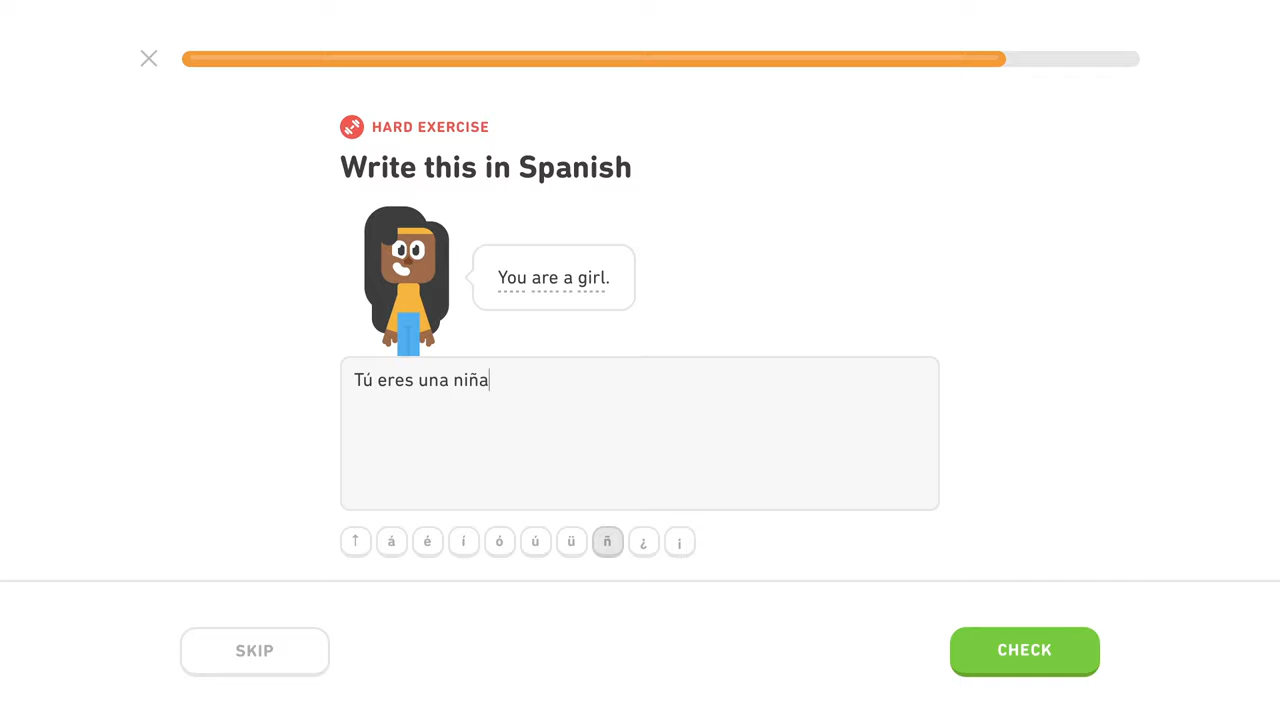 HARD EXERCISE
Write this in Spanish
You are a girl.
Tú eres una niña
↑ á é í ó ú ü ñ ¿ ¡
SKIP
CHECK